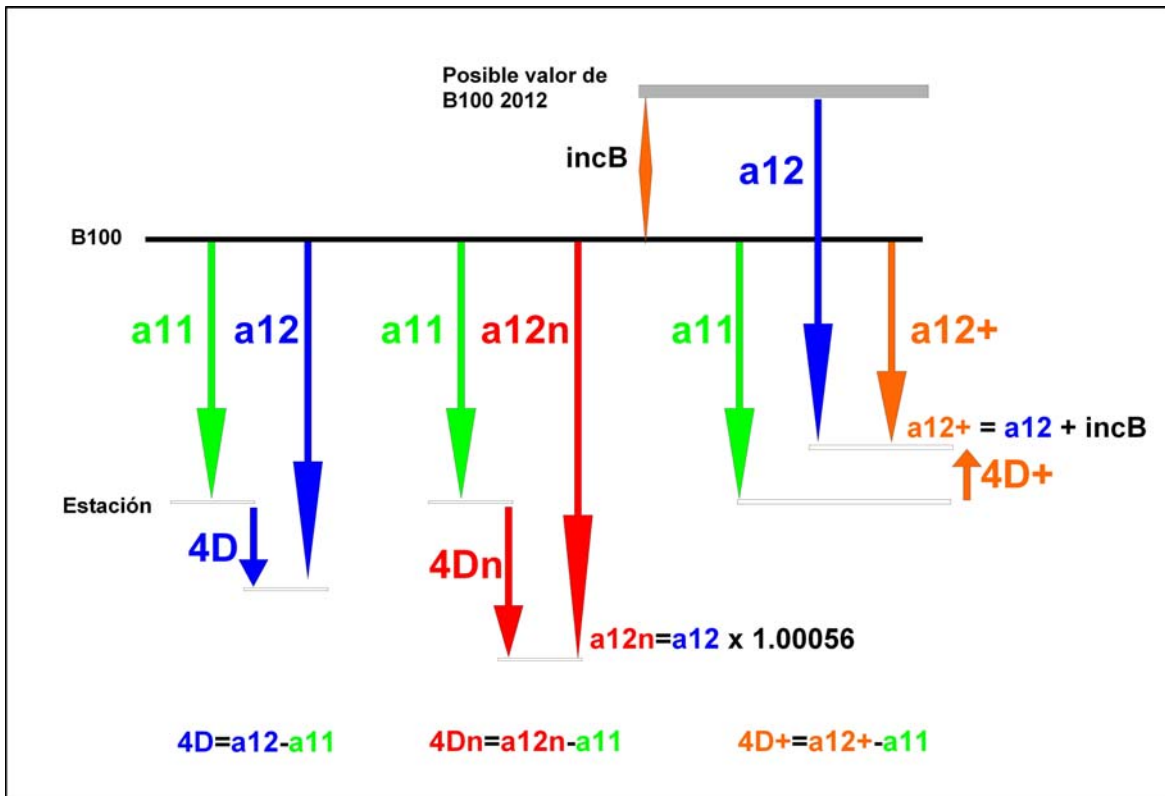 Posible valor de
B100 2012
incB
a12
B100
a11
a12
a11
a12n
a11
a12+
a12+ = a12 + incB
4D+
Estación
4D
4Dn
a12n=a12 x 1.00056
4D=a12-a11
4Dn=a12n-a11
4D+=a12+-a11